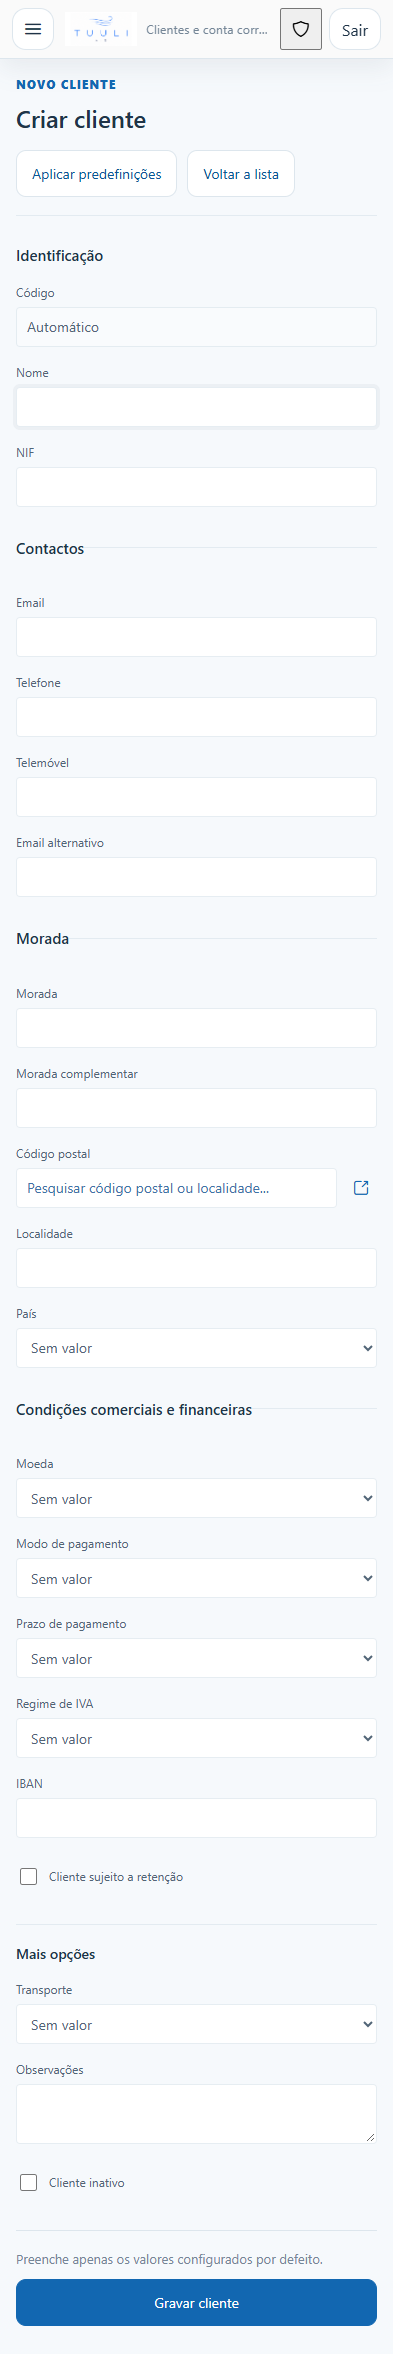 TUULI
Clientes e conta corr...
Sair
NOVO CLIENTE
Criar cliente
Aplicar predefinições
Voltar a lista
Identificação
Código
Automático
Nome
NIF
Contactos
Email
Telefone
Telemóvel
Email alternativo
Morada
Morada
Morada complementar
Código postal
Pesquisar código postal ou localidade...
Localidade
País
Sem valor
Condições comerciais e financeiras
Moeda
Sem valor
Modo de pagamento
Sem valor
Prazo de pagamento
Sem valor
Regime de IVA
Sem valor
IBAN
Cliente sujeito a retenção
Mais opções
Transporte
Sem valor
Observações
Cliente inativo
Preenche apenas os valores configurados por defeito.
Gravar cliente